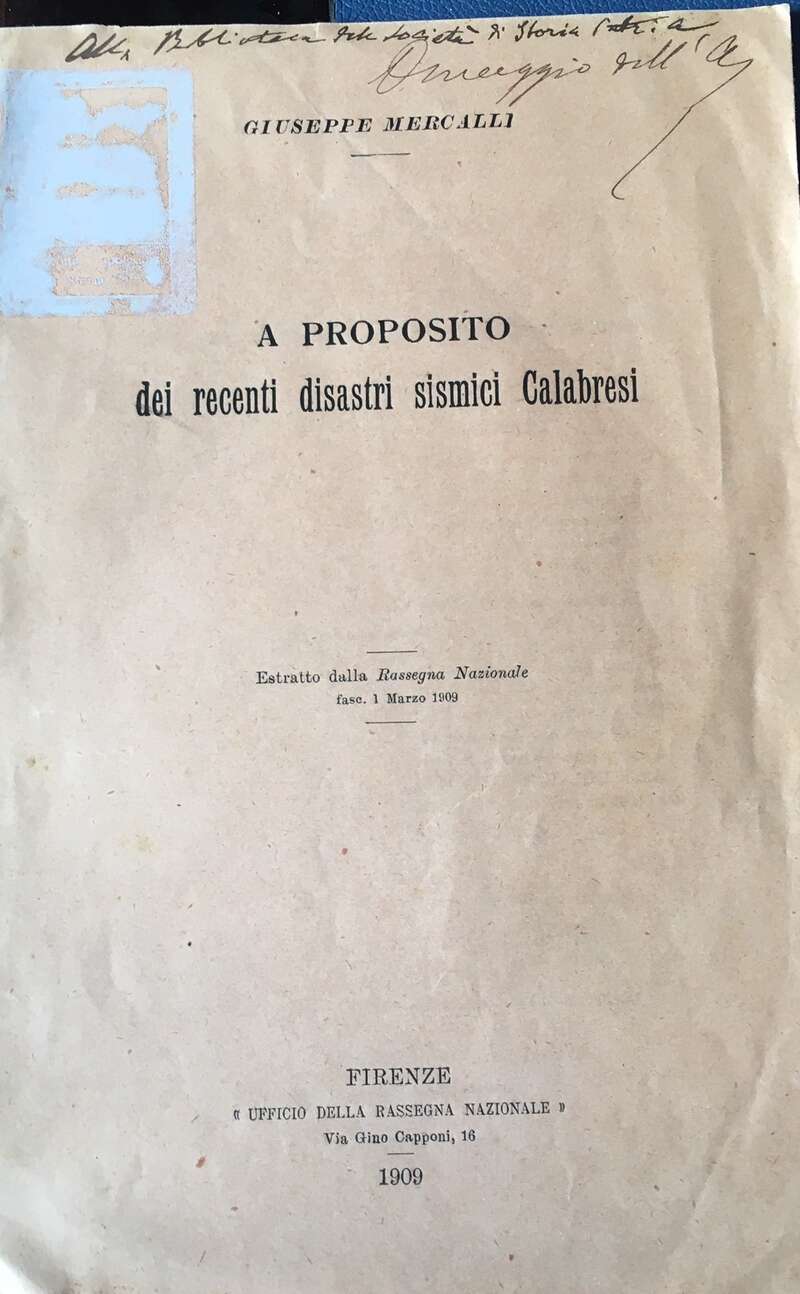 Alla Biblioteca della Società di Storia Patria
Omaggio dell'A
GIUSEPPE MERCALLI
A PROPOSITO
dei recenti disastri sismici Calabresi
Estratto dalla Rassegna Nazionale
fasc. 1 Marzo 1909
FIRENZE
« UFFICIO DELLA RASSEGNA NAZIONALE »
Via Gino Capponi, 16
1909